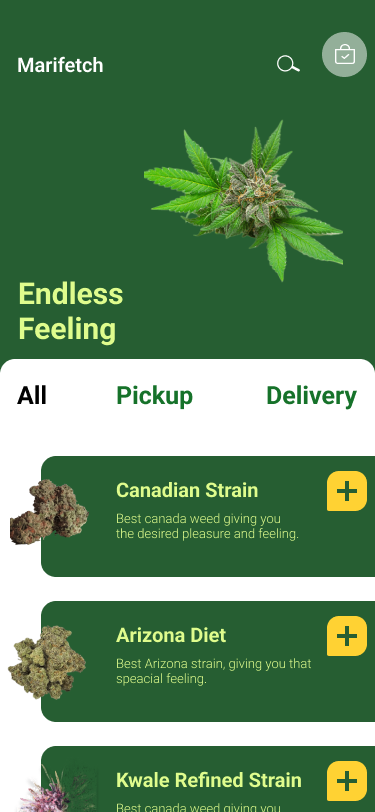 Marifetch
Endless
Feeling
All
Pickup
Delivery
Canadian Strain
Best canada weed giving you
the desired pleasure and feeling.
Arizona Diet
Best Arizona strain, giving you that
speacial feeling.
Kwale Refined Strain
Best canada weed giving you